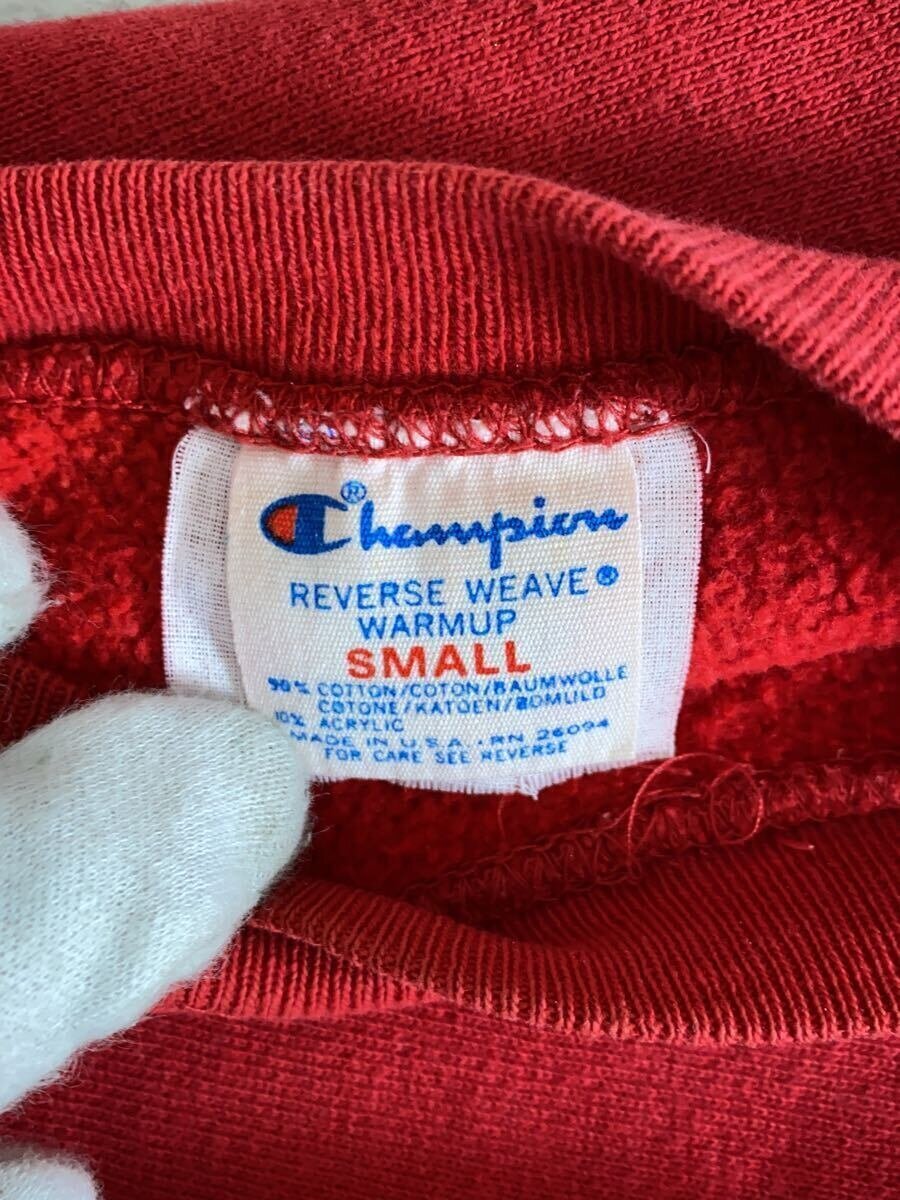 Champion®
REVERSE WEAVE®
WARMUP
SMALL
90% COTTON/COTON/BAUMWOLLE
COTONE/KATOEN/BOMULD
10% ACRYLIC
MADE IN U.S.A. · RN 26094
FOR CARE SEE REVERSE